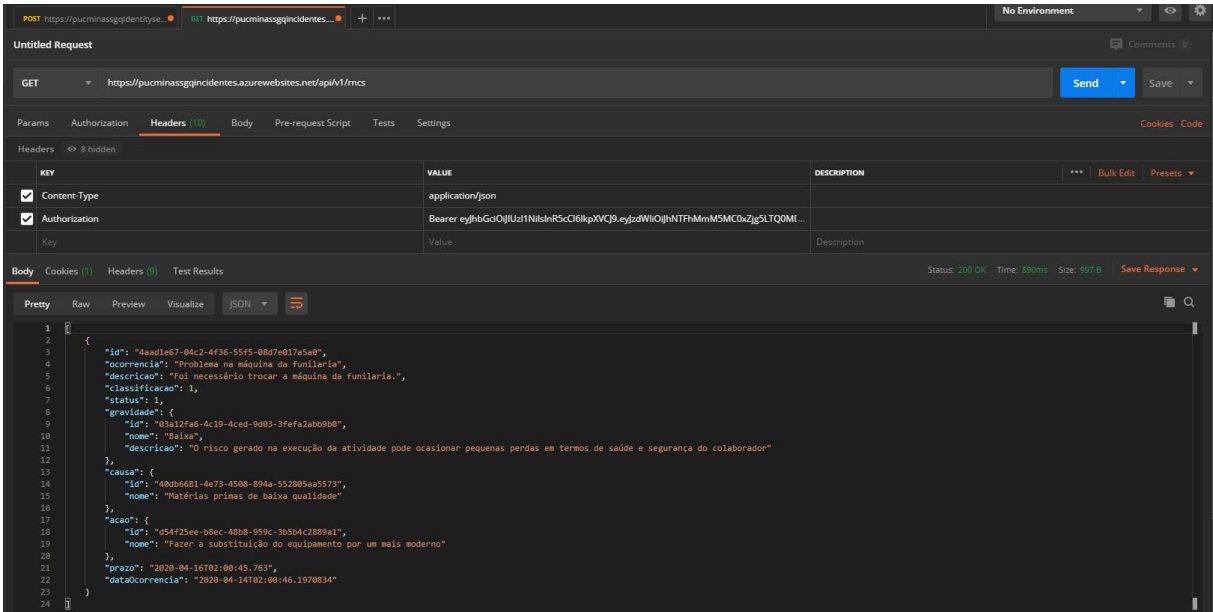 POST https://pucminassgqidentityse...
GET https://pucminassgqincidentes....
+ •••
No Environment
Untitled Request
Comments 0
GET
https://pucminassgqincidentes.azurewebsites.net/api/v1/rncs
Send
Save
Params Authorization Headers (10) Body Pre-request Script Tests Settings
Cookies Code
Headers 8 hidden
KEY VALUE DESCRIPTION ••• Bulk Edit Presets
Content-Type application/json
Authorization Bearer
Key Value Description
Body Cookies (1) Headers (9) Test Results
Status: 200 OK Time: 890ms Size: 997 B Save Response
Pretty Raw Preview Visualize JSON
1 [
2 {
3 "id": "4aad1e67-04c2-4f36-55f5-08d7e017a5a0",
4 "ocorrencia": "Problema na máquina da funilaria",
5 "descricao": "Foi necessário trocar a máquina da funilaria.",
6 "classificacao": 1,
7 "status": 1,
8 "gravidade": {
9 "id": "03a12fa6-4c19-4ced-9d03-3fefa2abb9b0",
10 "nome": "Baixa",
11 "descricao": "O risco gerado na execução da atividade pode ocasionar pequenas perdas em termos de saúde e segurança do colaborador"
12 },
13 "causa": {
14 "id": "40db6681-4e73-4508-894a-552805aa5573",
15 "nome": "Matérias primas de baixa qualidade"
16 },
17 "acao": {
18 "id": "d54f25ee-b8ec-48b8-959c-3b5b4c2889a1",
19 "nome": "Fazer a substituição do equipamento por um mais moderno"
20 },
21 "prazo": "2020-04-16T02:00:45.763",
22 "dataOcorrencia": "2020-04-14T02:00:46.1970834"
23 }
24 ]